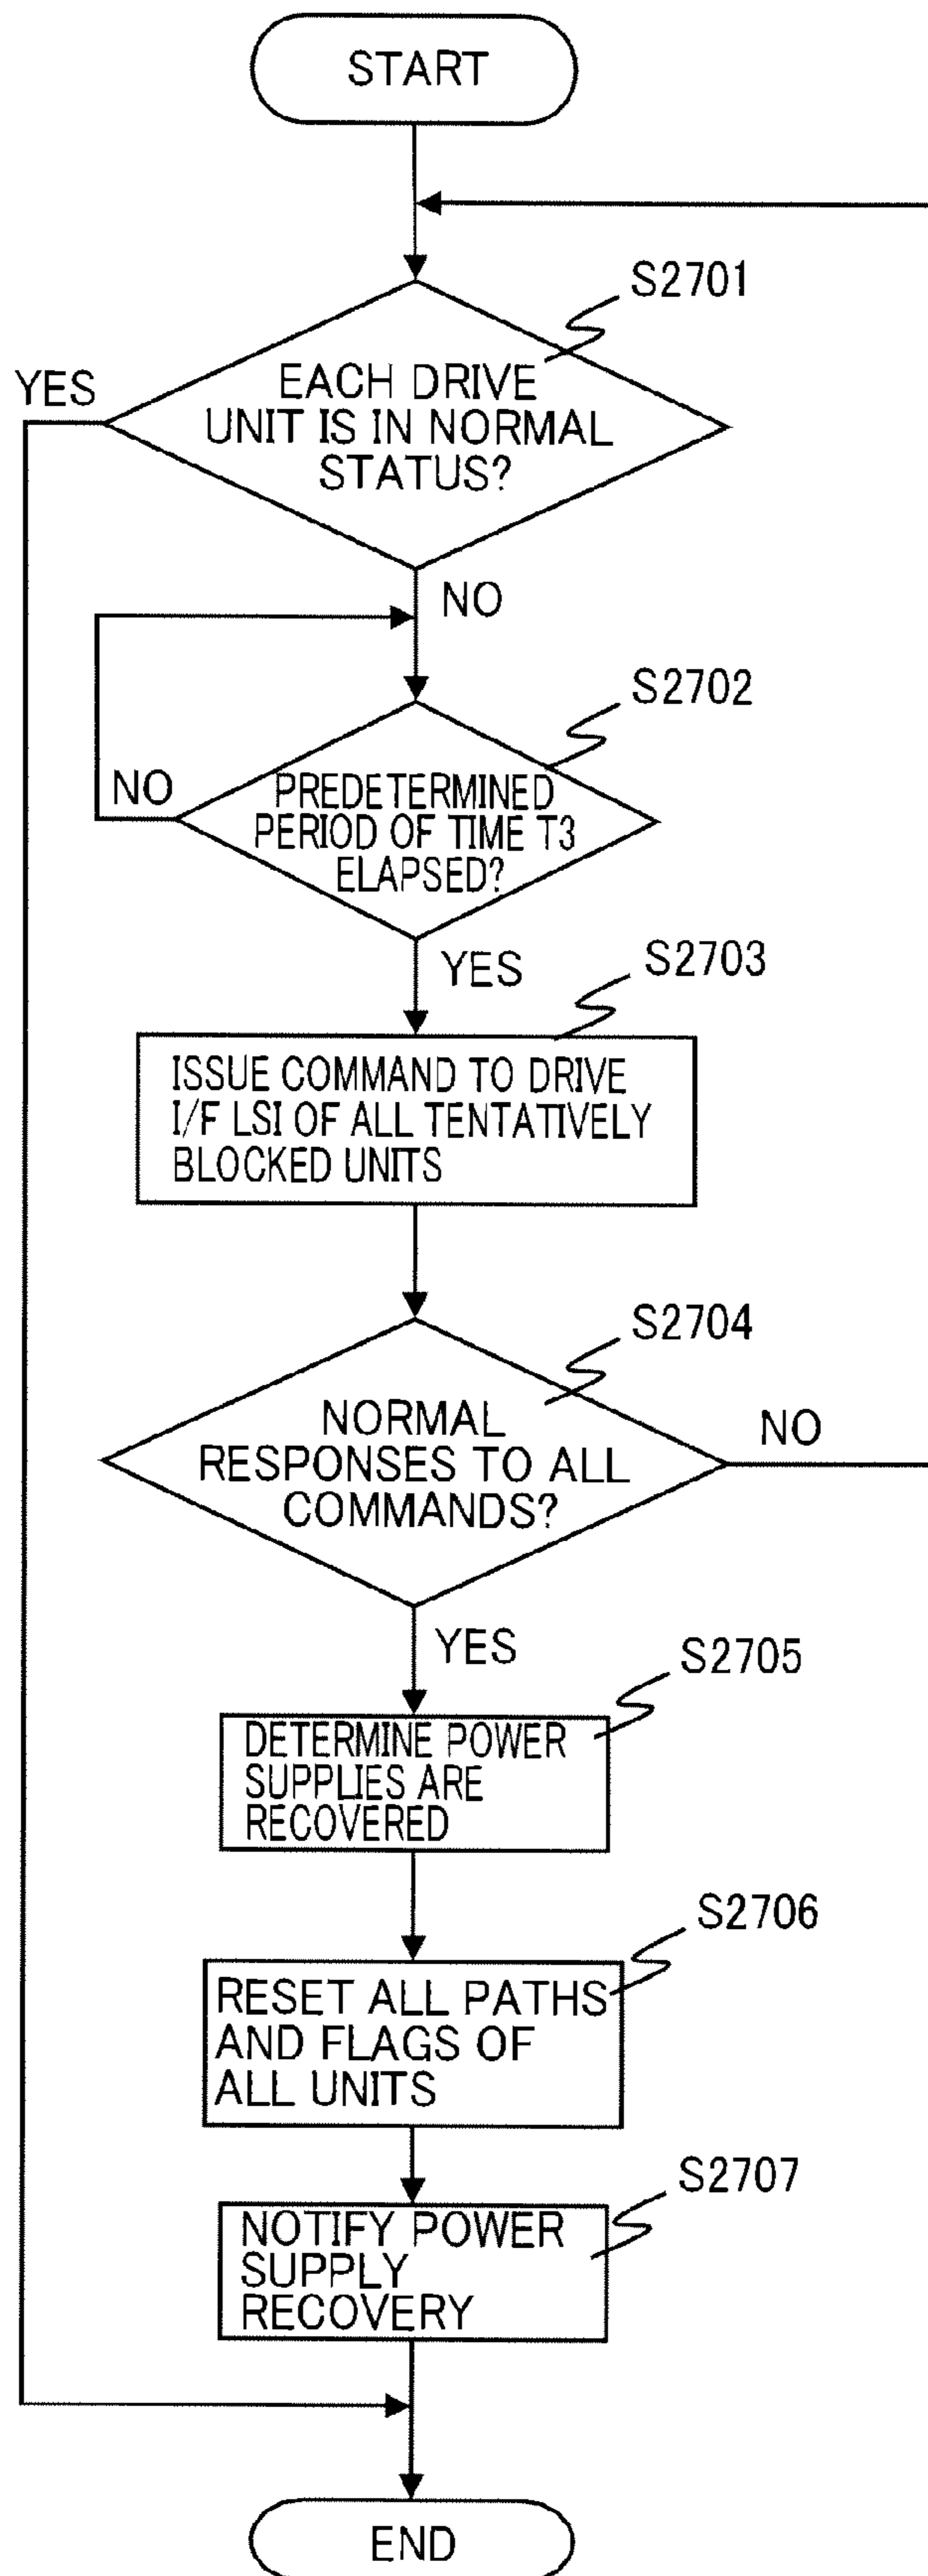 START
S2701
YES
EACH DRIVE
UNIT IS IN NORMAL
STATUS?
NO
S2702
NO
PREDETERMINED
PERIOD OF TIME T3
ELAPSED?
YES
S2703
ISSUE COMMAND TO DRIVE
I/F LSI OF ALL TENTATIVELY
BLOCKED UNITS
S2704
NORMAL
RESPONSES TO ALL
COMMANDS?
NO
YES
S2705
DETERMINE POWER
SUPPLIES ARE
RECOVERED
S2706
RESET ALL PATHS
AND FLAGS OF
ALL UNITS
S2707
NOTIFY POWER
SUPPLY
RECOVERY
END